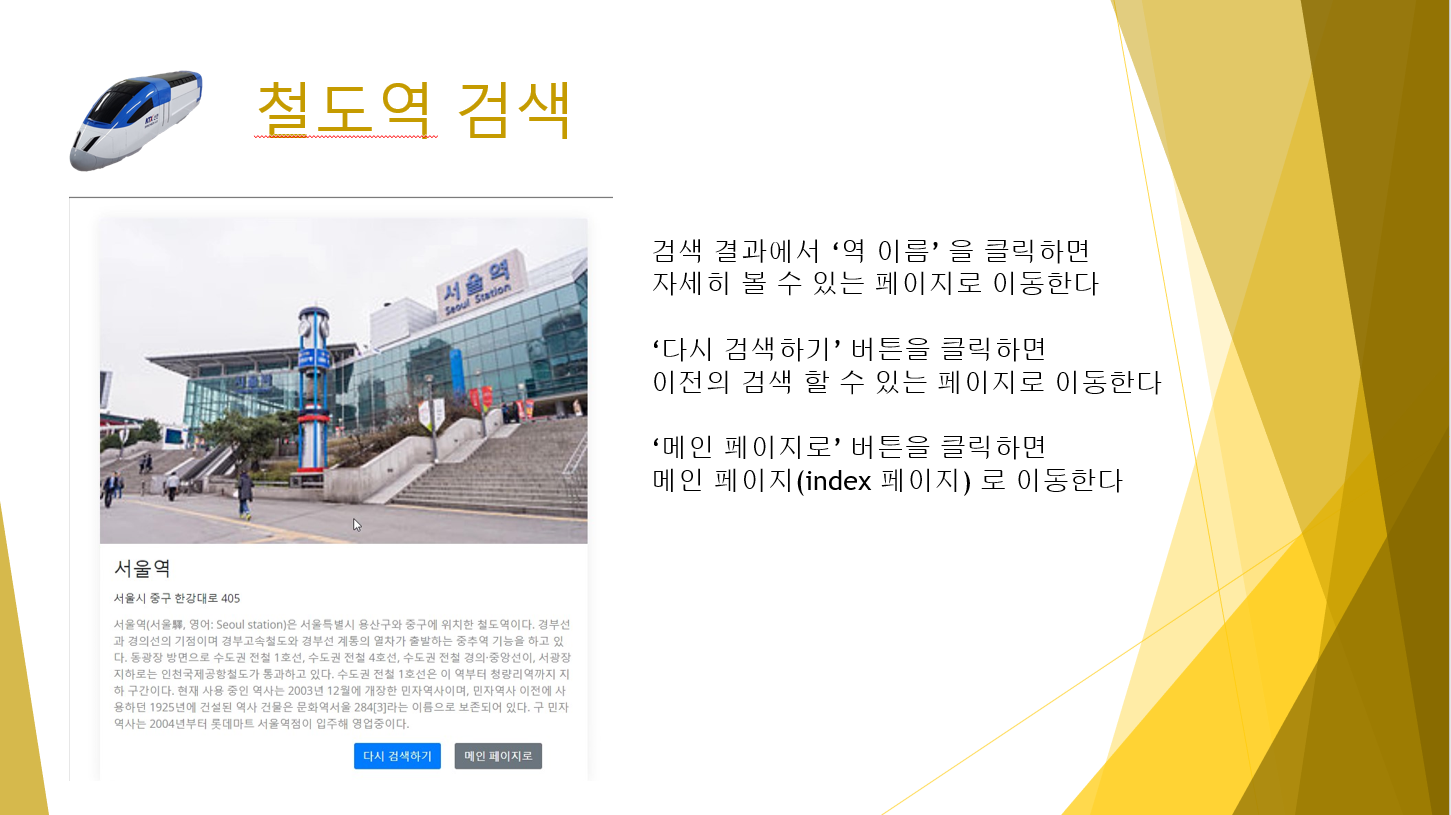 철도역 검색
KTX
검색 결과에서 ‘역 이름’ 을 클릭하면
자세히 볼 수 있는 페이지로 이동한다
‘다시 검색하기’ 버튼을 클릭하면
이전의 검색 할 수 있는 페이지로 이동한다
‘메인 페이지로’ 버튼을 클릭하면
메인 페이지(index 페이지) 로 이동한다
서울역
Seoul Station
서울역
서울역
서울시 중구 한강대로 405
서울역(서울驛, 영어: Seoul station)은 서울특별시 용산구와 중구에 위치한 철도역이다. 경부선
과 경의선의 기점이며 경부고속철도와 경부선 계통의 열차가 출발하는 중추역 기능을 하고 있
다. 동광장 방면으로 수도권 전철 1호선, 수도권 전철 4호선, 수도권 전철 경의·중앙선이, 서광장
지하로는 인천국제공항철도가 통과하고 있다. 수도권 전철 1호선은 이 역부터 청량리역까지 지
하 구간이다. 현재 사용 중인 역사는 2003년 12월에 개장한 민자역사이며, 민자역사 이전에 사
용하던 1925년에 건설된 역사 건물은 문화역서울 284[3]라는 이름으로 보존되어 있다. 구 민자
역사는 2004년부터 롯데마트 서울역점이 입주해 영업중이다.
다시 검색하기
메인 페이지로